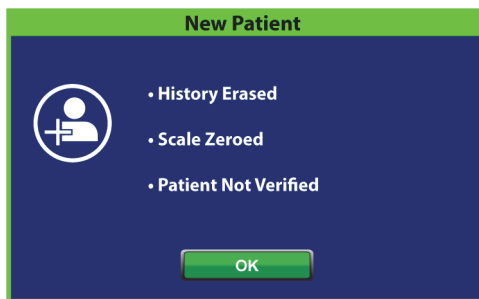 New Patient
• History Erased
• Scale Zeroed
• Patient Not Verified
OK